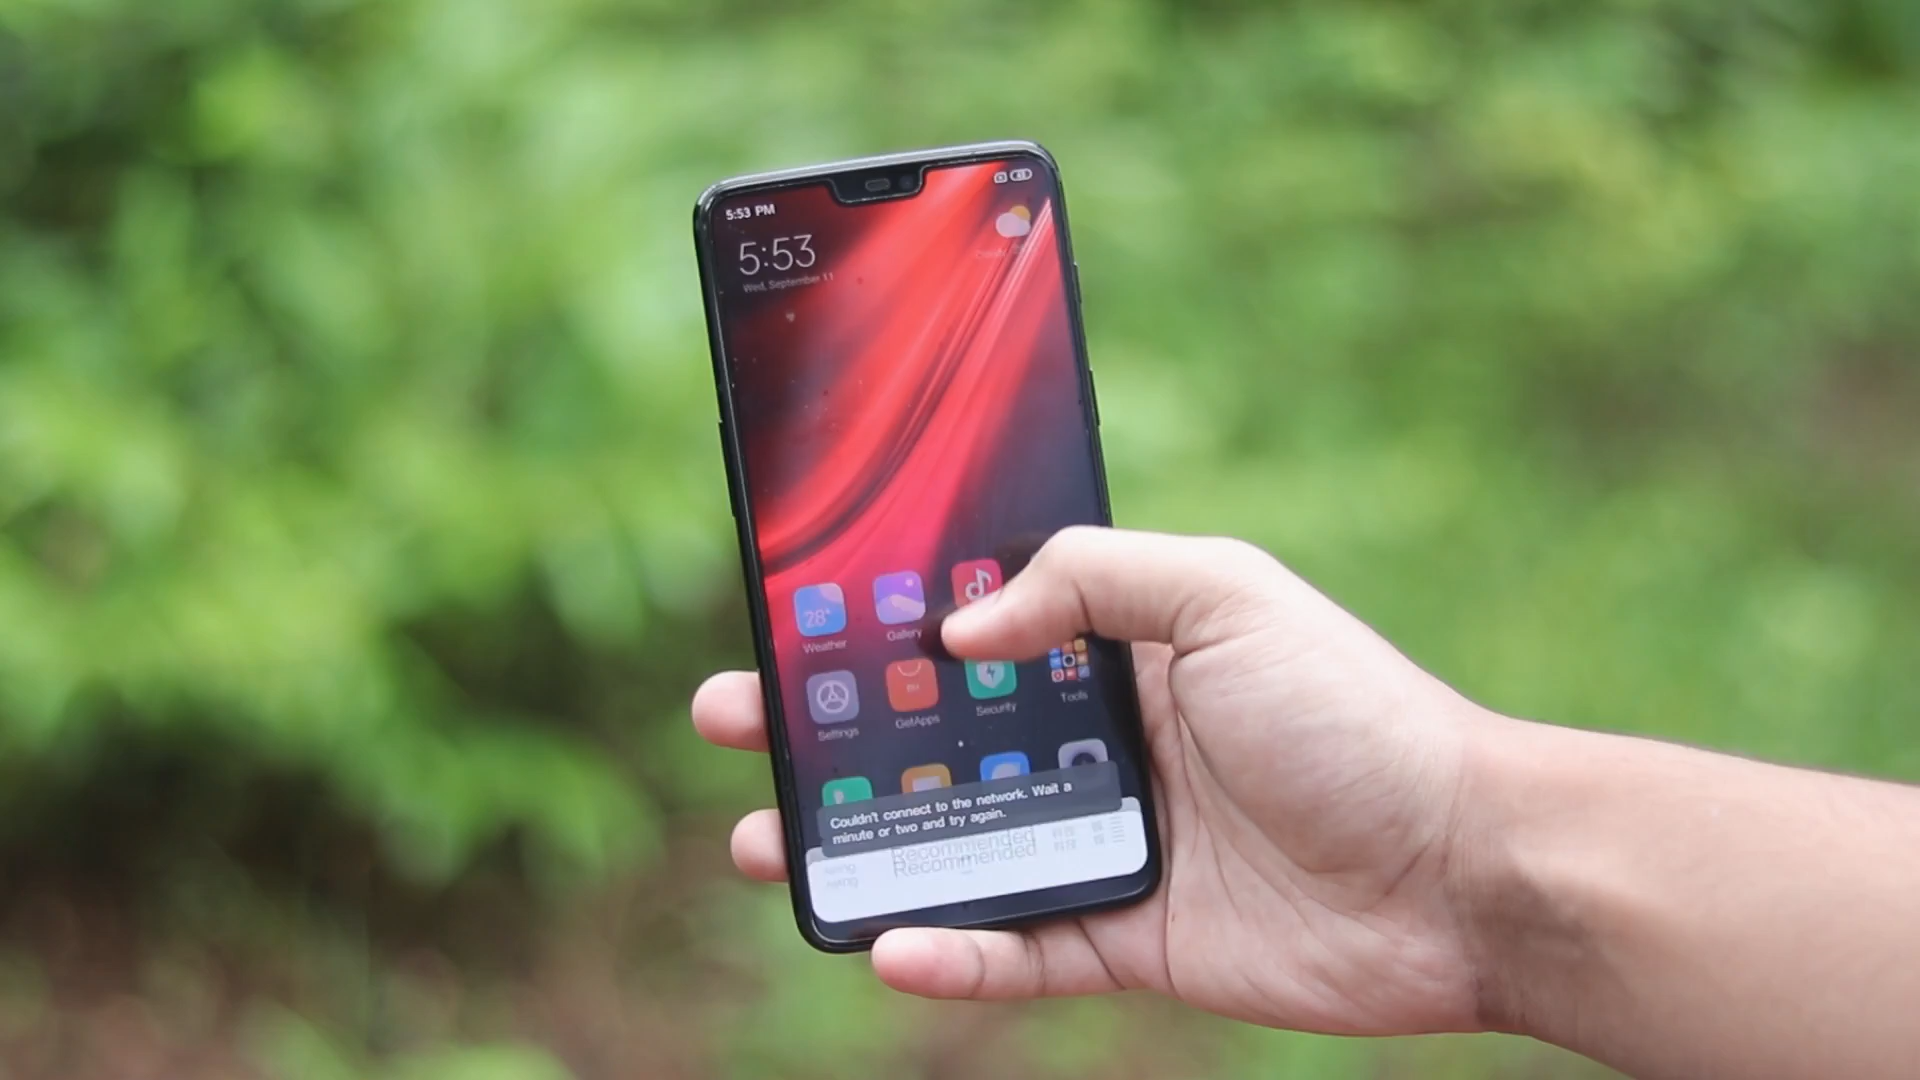 5:53 PM
5:53
Wed, September 11
28°
Weather
Gallery
Settings
GetApps
Security
Tools
Couldn't connect to the network. Wait a
minute or two and try again.
Recommended
Recommended